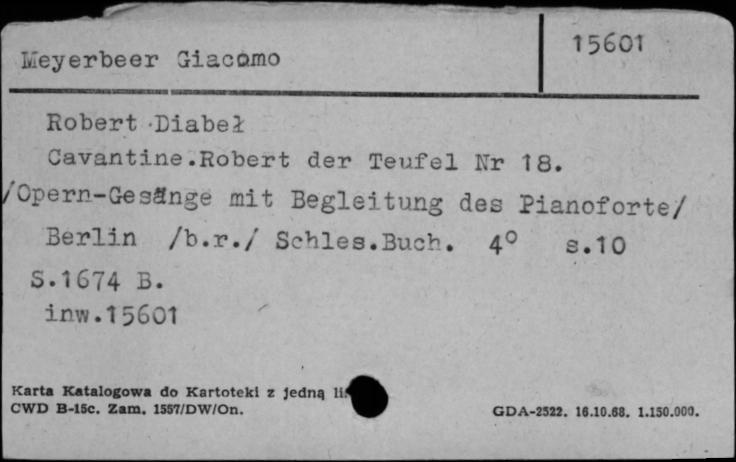 Meyerbeer Giacomo
15601
Robert Diabeł
Cavantine.Robert der Teufel Nr 18.
/Opern-Gesänge mit Begleitung des Pianoforte/
Berlin /b.r./ Schles.Buch. 4° s.10
S.1674 B.
inw.15601
Karta Katalogowa do Kartoteki z jedną
CWD B-15c. Zam. 1557/DW/On.
GDA-2522. 16.10.68. 1.150.000.